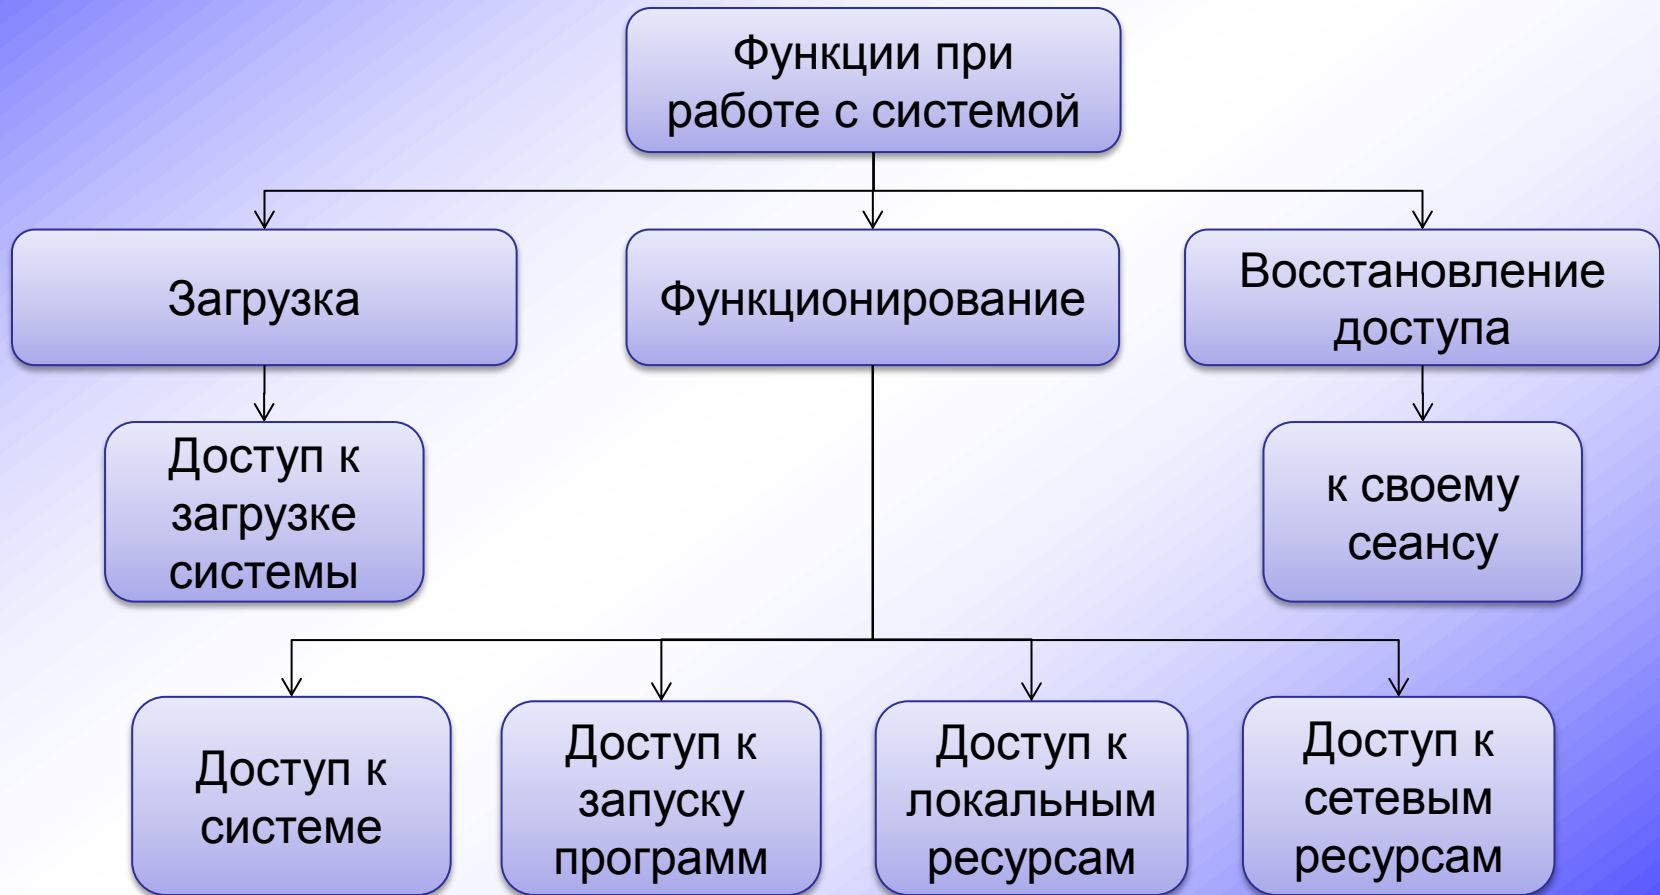 Функции при
работе с системой
Загрузка
Функционирование
Восстановление
доступа
Доступ к
загрузке
системы
к своему
сеансу
Доступ к
системе
Доступ к
запуску
программ
Доступ к
локальным
ресурсам
Доступ к
сетевым
ресурсам